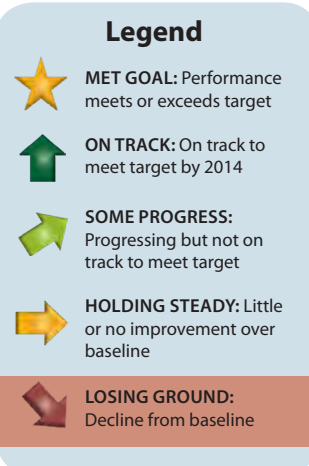 Legend
MET GOAL: Performance
meets or exceeds target
ON TRACK: On track to
meet target by 2014
SOME PROGRESS:
Progressing but not on
track to meet target
HOLDING STEADY: Little
or no improvement over
baseline
LOSING GROUND:
Decline from baseline